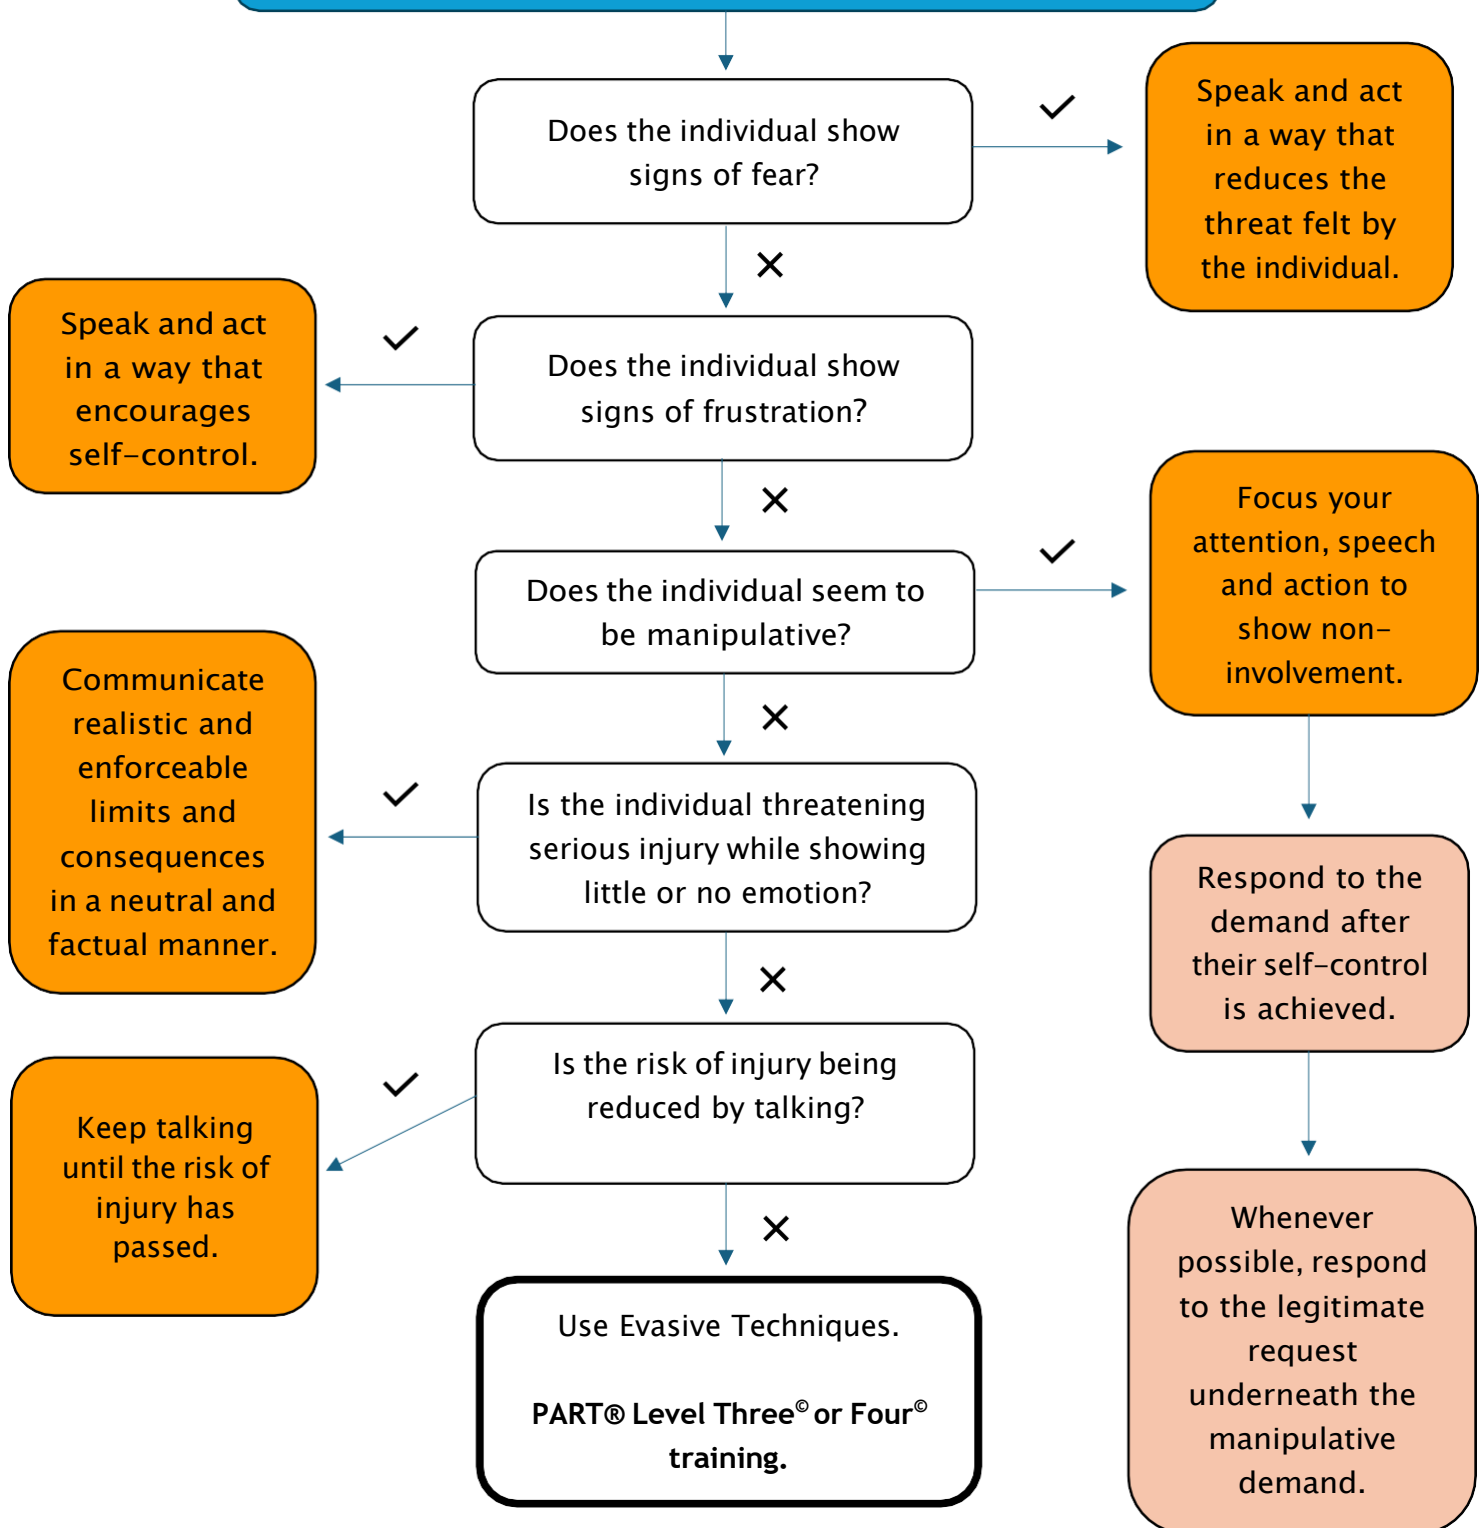 Does the individual show
signs of fear?
Speak and act
in a way that
reduces the
threat felt by
the individual.
Speak and act
in a way that
encourages
self-control.
Does the individual show
signs of frustration?
Does the individual seem to
be manipulative?
Focus your
attention, speech
and action to
show non-
involvement.
Communicate
realistic and
enforceable
limits and
consequences
in a neutral and
factual manner.
Is the individual threatening
serious injury while showing
little or no emotion?
Respond to the
demand after
their self-control
is achieved.
Keep talking
until the risk of
injury has
passed.
Is the risk of injury being
reduced by talking?
Whenever
possible, respond
to the legitimate
request
underneath the
manipulative
demand.
Use Evasive Techniques.
PART® Level Three© or Four©
training.